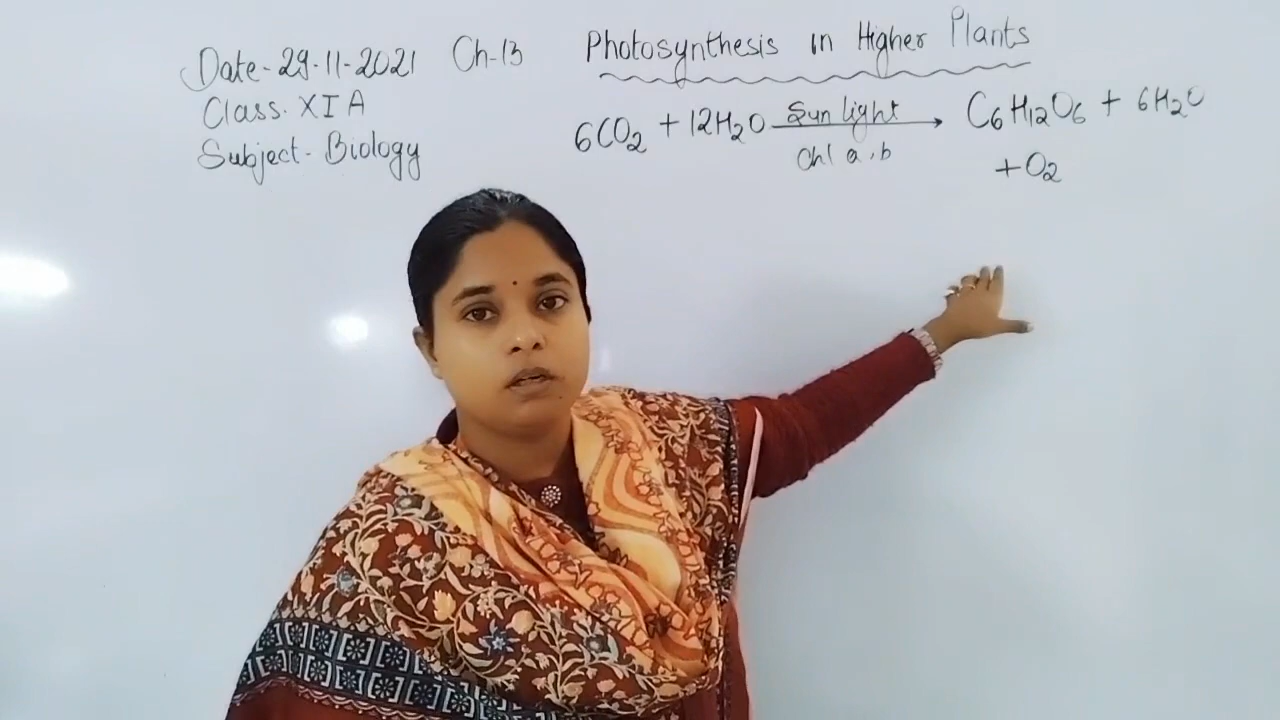 Date-29-11-2021 Ch-13 Photosynthesis in Higher Plants
Class. XI A
Subject- Biology
6CO₂ + 12H₂O Sun light Chl a, b → C₆H₁₂O₆ + 6H₂O
+O₂